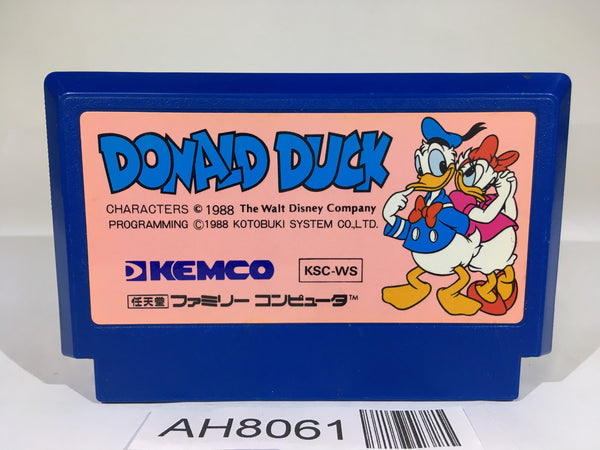 DONALD DUCK
CHARACTERS © 1988 The Walt Disney Company
PROGRAMMING ©1988 KOTOBUKI SYSTEM CO.,LTD.
KEMCO KSC-WS
任天堂 ファミリー コンピュータ™
AH8061